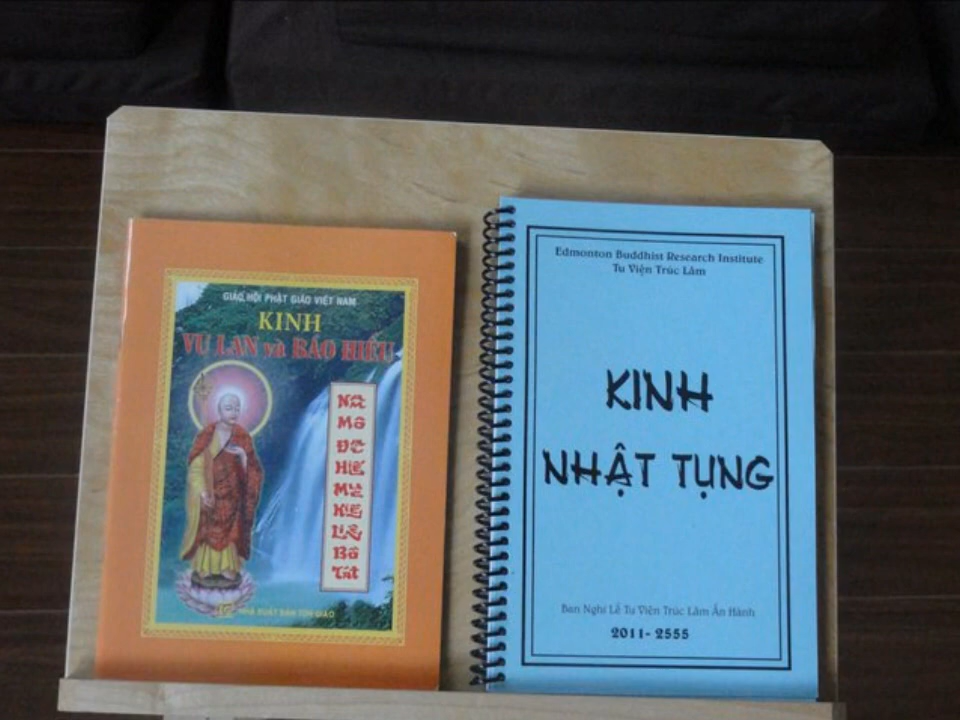 GIÁO HỘI PHẬT GIÁO VIỆT NAM
KINH
VU LAN và BÁO HIẾU
Na
Mô
Đại
Hiếu
Mục
Kiền
Liên
Bồ
Tát
NHÀ XUẤT BẢN TÔN GIÁO
Edmonton Buddhist Research Institute
Tu Viện Trúc Lâm
KINH
NHẬT TỤNG
Ban Nghi Lễ Tu Viện Trúc Lâm Ấn Hành
2011- 2555